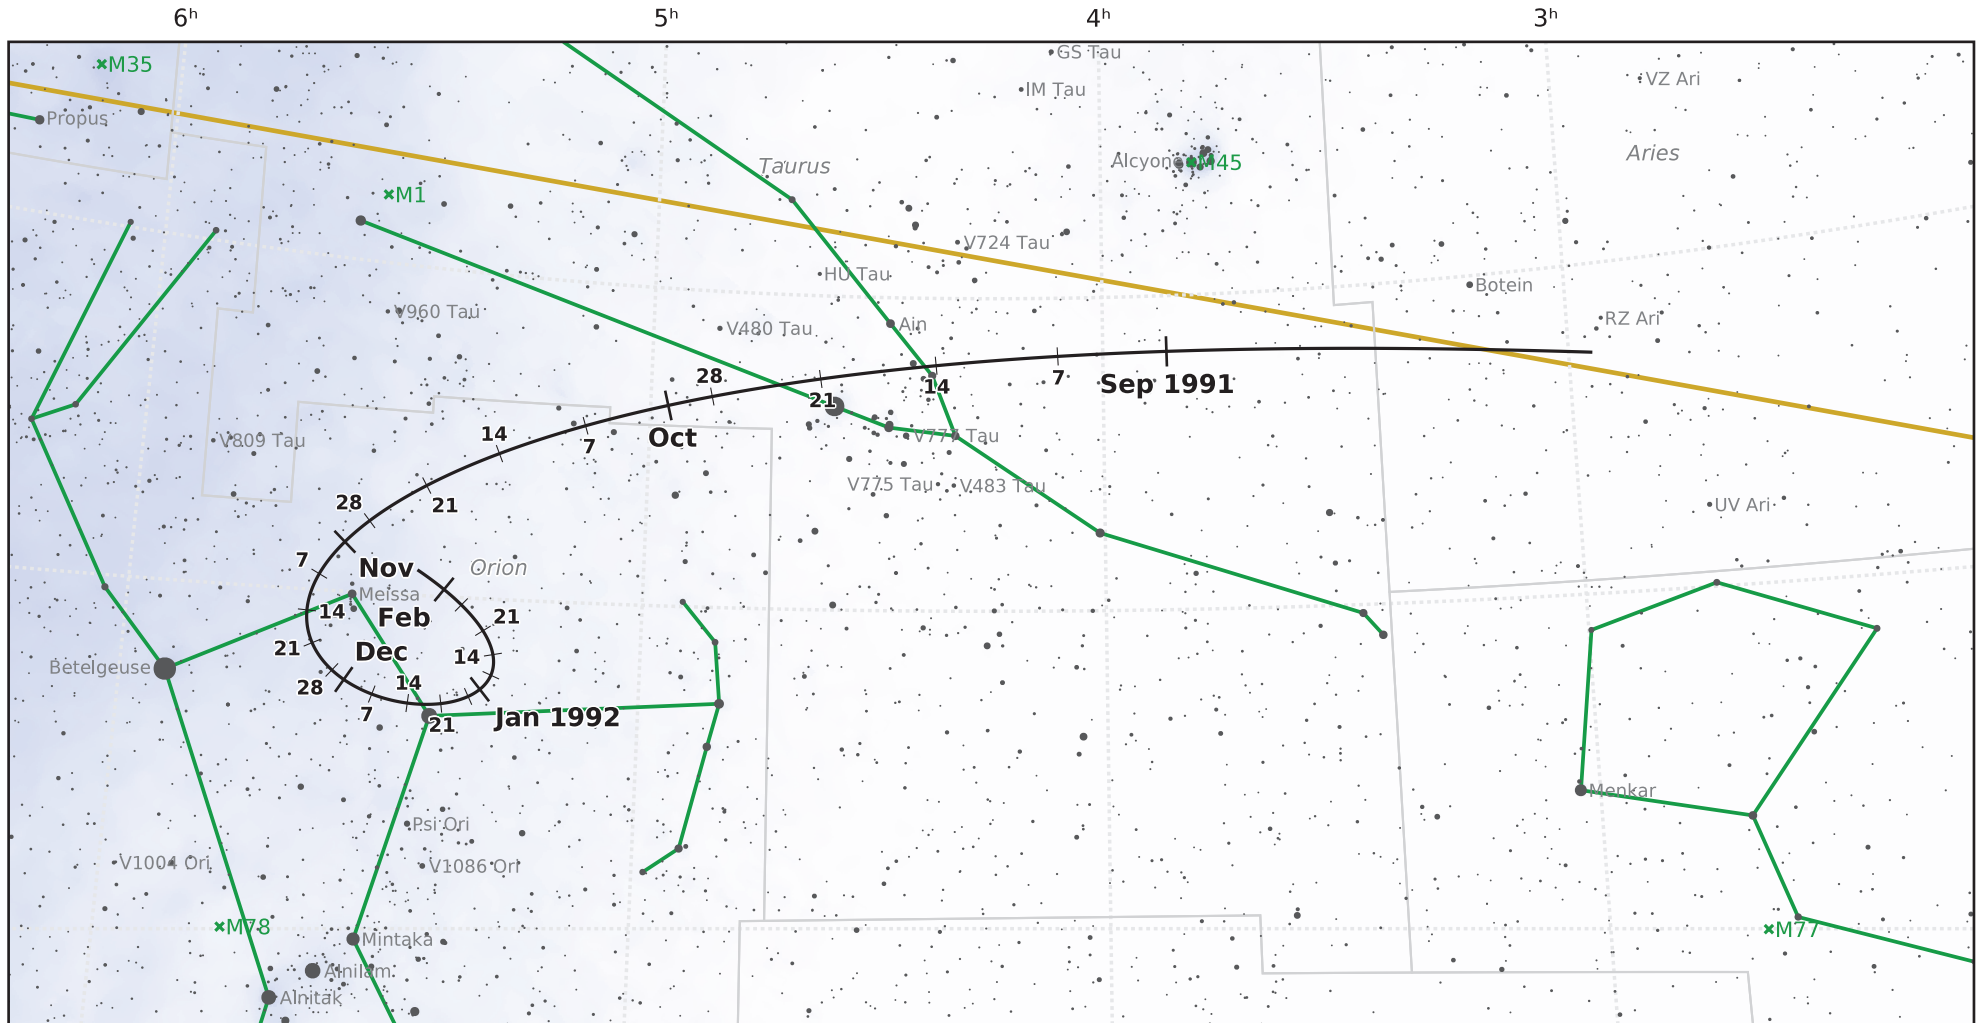 6ʰ 5ʰ 4ʰ 3ʰ
M35
GS Tau
IM Tau
VZ Ari
Propus
Taurus
Alcyone
M45
Aries
M1
V724 Tau
HU Tau
Botein
V960 Tau
V480 Tau
Ain
RZ Ari
28
21
14
7
Sep 1991
V809 Tau
14
7
Oct
V777 Tau
28
21
V775 Tau
V483 Tau
UV Ari
7
Nov
Orion
Meissa
14
Feb
21
21
Dec
14
Betelgeuse
28
14
7
21
Jan 1992
Menkar
Psi Ori
V1004 Ori
V1086 Ori
M78
Mintaka
M77
Alnilam
Alnitak